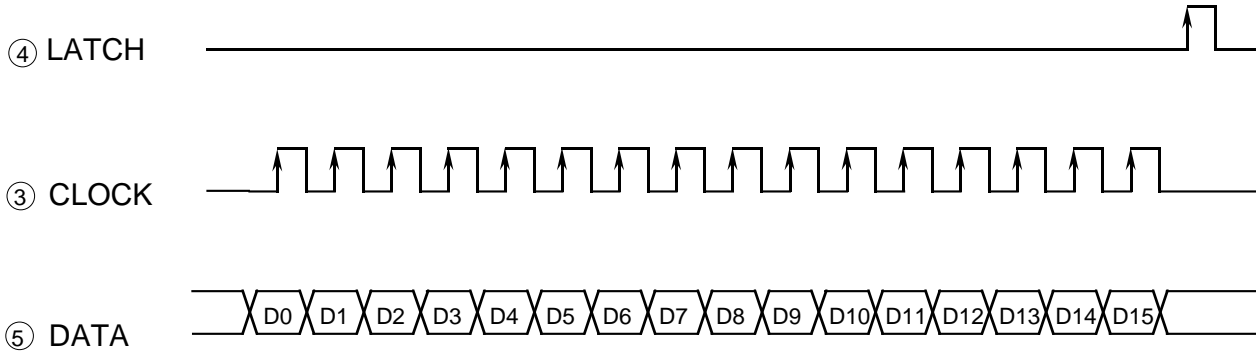 ④ LATCH
③ CLOCK
⑤ DATA D0 D1 D2 D3 D4 D5 D6 D7 D8 D9 D10 D11 D12 D13 D14 D15